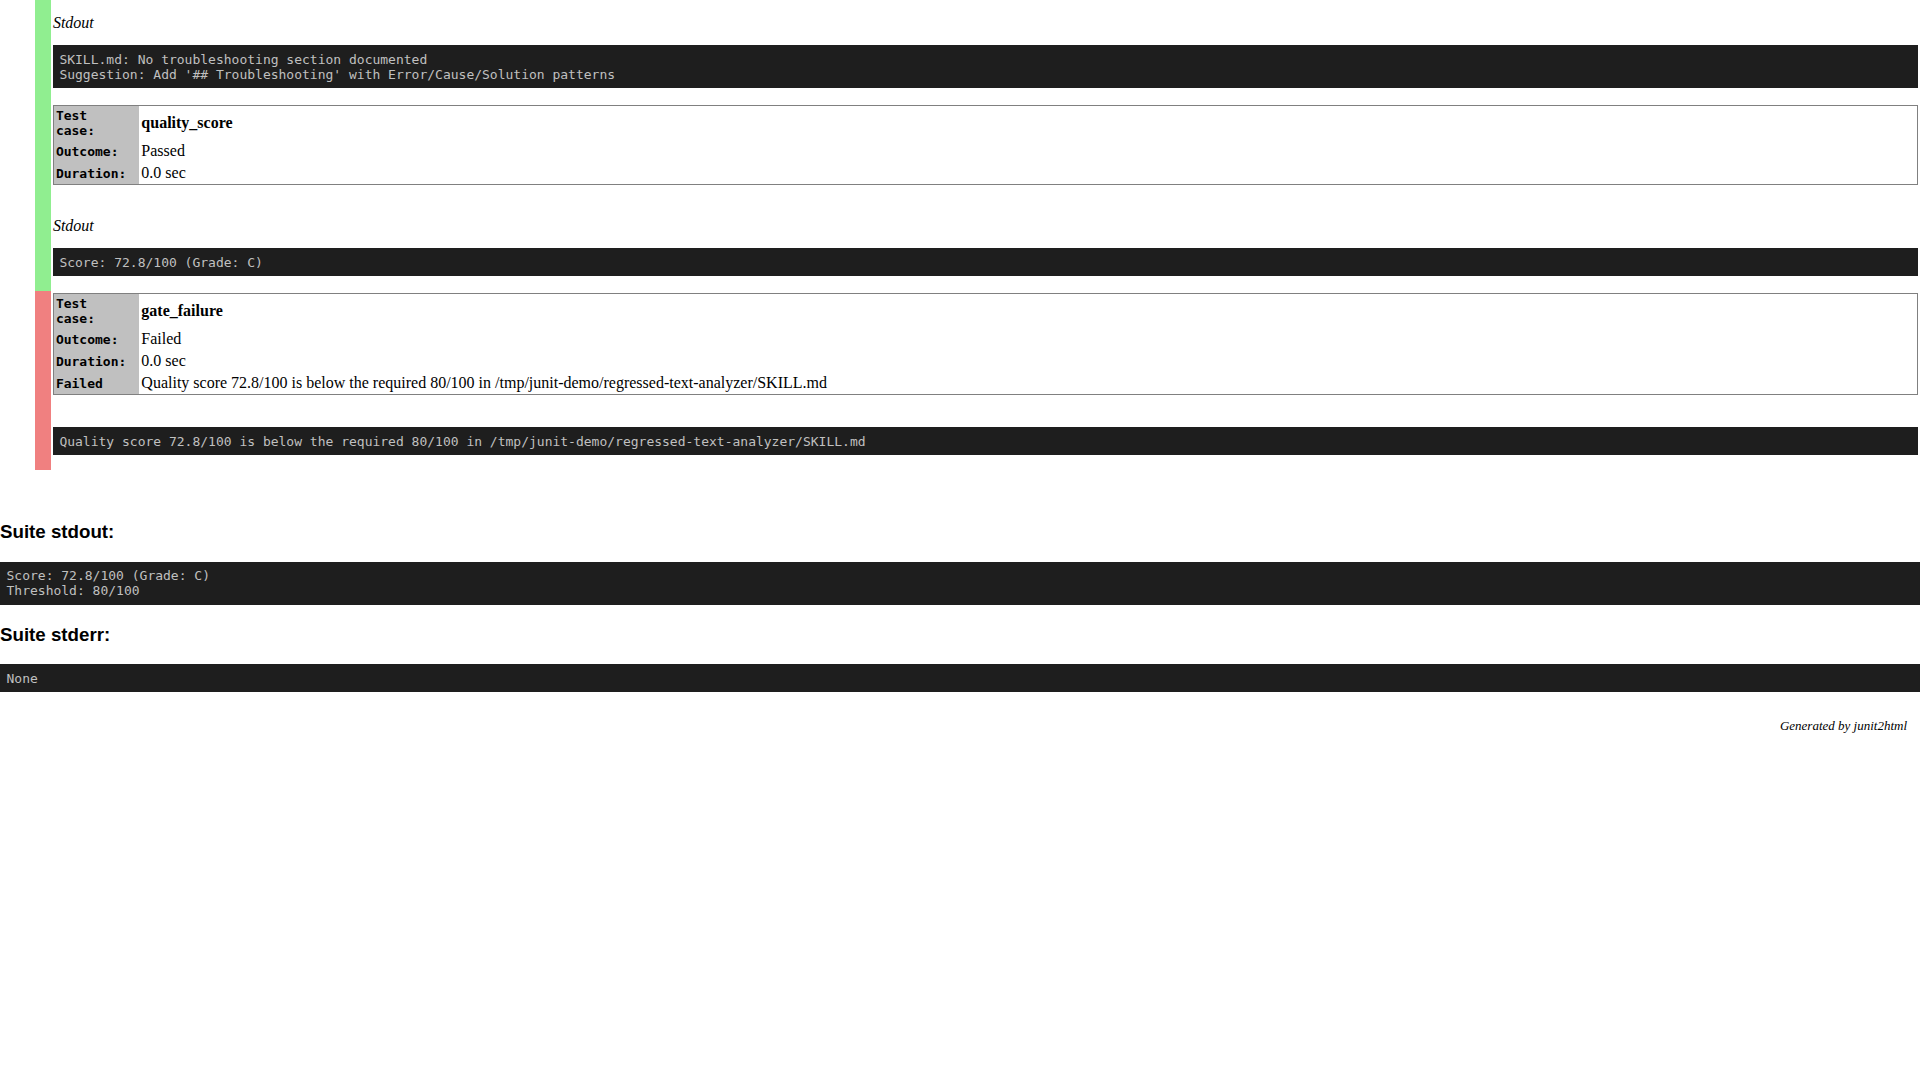 Stdout
SKILL.md: No troubleshooting section documented
Suggestion: Add '## Troubleshooting' with Error/Cause/Solution patterns
Test case: quality_score
Outcome: Passed
Duration: 0.0 sec
Stdout
Score: 72.8/100 (Grade: C)
Test case: gate_failure
Outcome: Failed
Duration: 0.0 sec
Failed Quality score 72.8/100 is below the required 80/100 in /tmp/junit-demo/regressed-text-analyzer/SKILL.md
Quality score 72.8/100 is below the required 80/100 in /tmp/junit-demo/regressed-text-analyzer/SKILL.md
Suite stdout:
Score: 72.8/100 (Grade: C)
Threshold: 80/100
Suite stderr:
None
Generated by junit2html